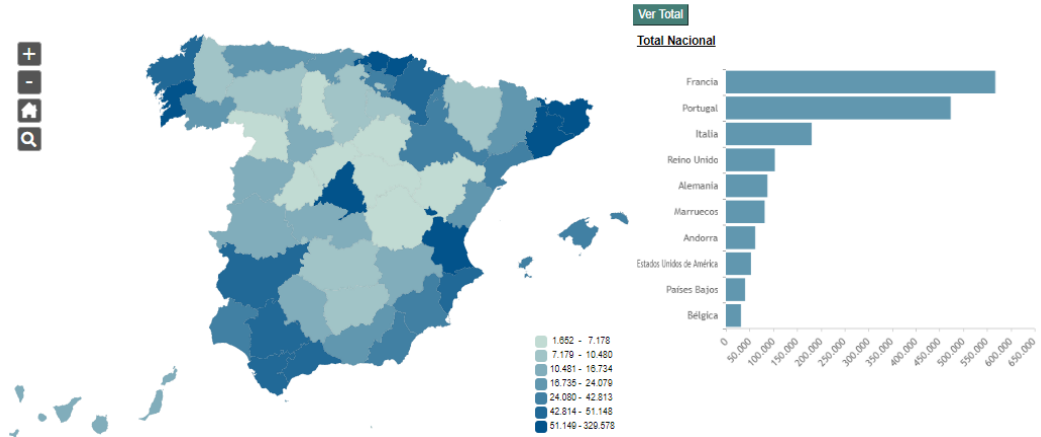 Ver Total
Total Nacional
+
-
Francia
Portugal
Italia
Reino Unido
Alemania
Marruecos
Andorra
Estados Unidos de América
Países Bajos
Bélgica
0
50.000
100.000
150.000
200.000
250.000
300.000
350.000
400.000
450.000
500.000
550.000
600.000
650.000
1.652 - 7.178
7.179 - 10.480
10.481 - 16.734
16.735 - 24.079
24.080 - 42.813
42.814 - 51.148
51.149 - 329.578